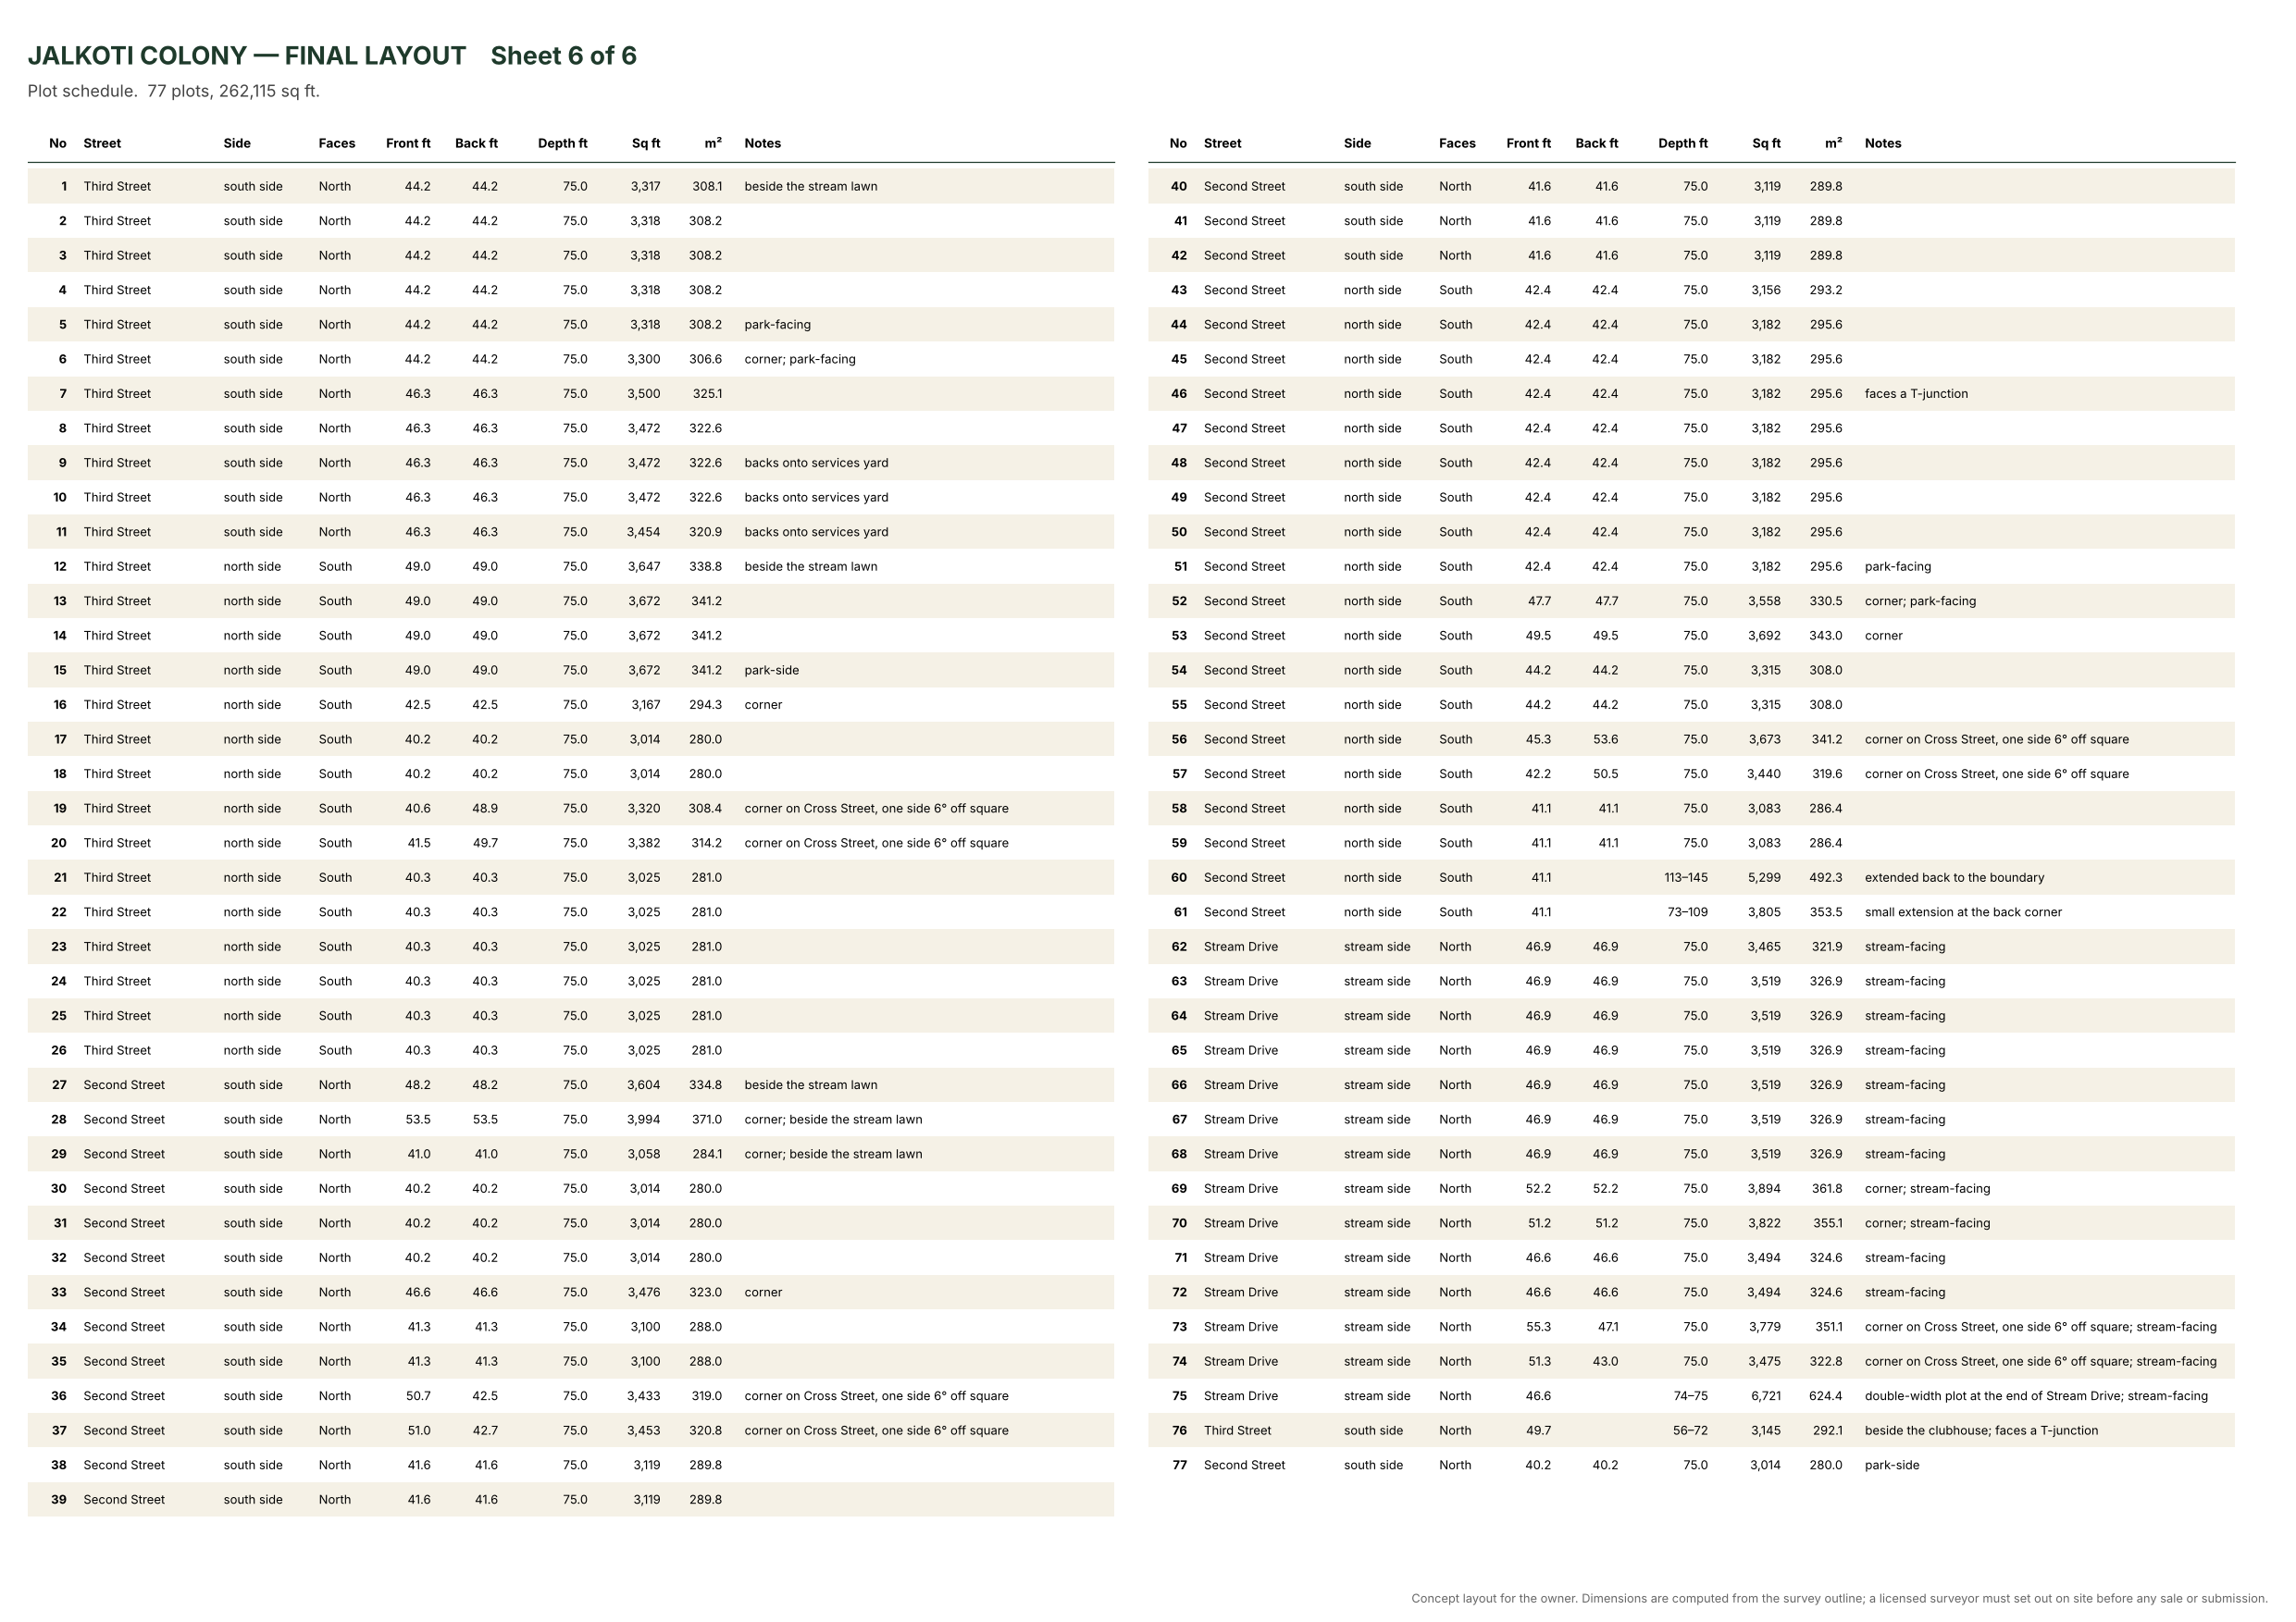 JALKOTI COLONY — FINAL LAYOUT Sheet 6 of 6
Plot schedule. 77 plots, 262,115 sq ft.
No Street Side Faces Front ft Back ft Depth ft Sq ft m² Notes
1 Third Street south side North 44.2 44.2 75.0 3,317 308.1 beside the stream lawn
2 Third Street south side North 44.2 44.2 75.0 3,318 308.2
3 Third Street south side North 44.2 44.2 75.0 3,318 308.2
4 Third Street south side North 44.2 44.2 75.0 3,318 308.2
5 Third Street south side North 44.2 44.2 75.0 3,318 308.2 park-facing
6 Third Street south side North 44.2 44.2 75.0 3,300 306.6 corner; park-facing
7 Third Street south side North 46.3 46.3 75.0 3,500 325.1
8 Third Street south side North 46.3 46.3 75.0 3,472 322.6
9 Third Street south side North 46.3 46.3 75.0 3,472 322.6 backs onto services yard
10 Third Street south side North 46.3 46.3 75.0 3,472 322.6 backs onto services yard
11 Third Street south side North 46.3 46.3 75.0 3,454 320.9 backs onto services yard
12 Third Street north side South 49.0 49.0 75.0 3,647 338.8 beside the stream lawn
13 Third Street north side South 49.0 49.0 75.0 3,672 341.2
14 Third Street north side South 49.0 49.0 75.0 3,672 341.2
15 Third Street north side South 49.0 49.0 75.0 3,672 341.2 park-side
16 Third Street north side South 42.5 42.5 75.0 3,167 294.3 corner
17 Third Street north side South 40.2 40.2 75.0 3,014 280.0
18 Third Street north side South 40.2 40.2 75.0 3,014 280.0
19 Third Street north side South 40.6 48.9 75.0 3,320 308.4 corner on Cross Street, one side 6° off square
20 Third Street north side South 41.5 49.7 75.0 3,382 314.2 corner on Cross Street, one side 6° off square
21 Third Street north side South 40.3 40.3 75.0 3,025 281.0
22 Third Street north side South 40.3 40.3 75.0 3,025 281.0
23 Third Street north side South 40.3 40.3 75.0 3,025 281.0
24 Third Street north side South 40.3 40.3 75.0 3,025 281.0
25 Third Street north side South 40.3 40.3 75.0 3,025 281.0
26 Third Street north side South 40.3 40.3 75.0 3,025 281.0
27 Second Street south side North 48.2 48.2 75.0 3,604 334.8 beside the stream lawn
28 Second Street south side North 53.5 53.5 75.0 3,994 371.0 corner; beside the stream lawn
29 Second Street south side North 41.0 41.0 75.0 3,058 284.1 corner; beside the stream lawn
30 Second Street south side North 40.2 40.2 75.0 3,014 280.0
31 Second Street south side North 40.2 40.2 75.0 3,014 280.0
32 Second Street south side North 40.2 40.2 75.0 3,014 280.0
33 Second Street south side North 46.6 46.6 75.0 3,476 323.0 corner
34 Second Street south side North 41.3 41.3 75.0 3,100 288.0
35 Second Street south side North 41.3 41.3 75.0 3,100 288.0
36 Second Street south side North 50.7 42.5 75.0 3,433 319.0 corner on Cross Street, one side 6° off square
37 Second Street south side North 51.0 42.7 75.0 3,453 320.8 corner on Cross Street, one side 6° off square
38 Second Street south side North 41.6 41.6 75.0 3,119 289.8
39 Second Street south side North 41.6 41.6 75.0 3,119 289.8
No Street Side Faces Front ft Back ft Depth ft Sq ft m² Notes
40 Second Street south side North 41.6 41.6 75.0 3,119 289.8
41 Second Street south side North 41.6 41.6 75.0 3,119 289.8
42 Second Street south side North 41.6 41.6 75.0 3,119 289.8
43 Second Street north side South 42.4 42.4 75.0 3,156 293.2
44 Second Street north side South 42.4 42.4 75.0 3,182 295.6
45 Second Street north side South 42.4 42.4 75.0 3,182 295.6
46 Second Street north side South 42.4 42.4 75.0 3,182 295.6 faces a T-junction
47 Second Street north side South 42.4 42.4 75.0 3,182 295.6
48 Second Street north side South 42.4 42.4 75.0 3,182 295.6
49 Second Street north side South 42.4 42.4 75.0 3,182 295.6
50 Second Street north side South 42.4 42.4 75.0 3,182 295.6
51 Second Street north side South 42.4 42.4 75.0 3,182 295.6 park-facing
52 Second Street north side South 47.7 47.7 75.0 3,558 330.5 corner; park-facing
53 Second Street north side South 49.5 49.5 75.0 3,692 343.0 corner
54 Second Street north side South 44.2 44.2 75.0 3,315 308.0
55 Second Street north side South 44.2 44.2 75.0 3,315 308.0
56 Second Street north side South 45.3 53.6 75.0 3,673 341.2 corner on Cross Street, one side 6° off square
57 Second Street north side South 42.2 50.5 75.0 3,440 319.6 corner on Cross Street, one side 6° off square
58 Second Street north side South 41.1 41.1 75.0 3,083 286.4
59 Second Street north side South 41.1 41.1 75.0 3,083 286.4
60 Second Street north side South 41.1 113–145 5,299 492.3 extended back to the boundary
61 Second Street north side South 41.1 73–109 3,805 353.5 small extension at the back corner
62 Stream Drive stream side North 46.9 46.9 75.0 3,465 321.9 stream-facing
63 Stream Drive stream side North 46.9 46.9 75.0 3,519 326.9 stream-facing
64 Stream Drive stream side North 46.9 46.9 75.0 3,519 326.9 stream-facing
65 Stream Drive stream side North 46.9 46.9 75.0 3,519 326.9 stream-facing
66 Stream Drive stream side North 46.9 46.9 75.0 3,519 326.9 stream-facing
67 Stream Drive stream side North 46.9 46.9 75.0 3,519 326.9 stream-facing
68 Stream Drive stream side North 46.9 46.9 75.0 3,519 326.9 stream-facing
69 Stream Drive stream side North 52.2 52.2 75.0 3,894 361.8 corner; stream-facing
70 Stream Drive stream side North 51.2 51.2 75.0 3,822 355.1 corner; stream-facing
71 Stream Drive stream side North 46.6 46.6 75.0 3,494 324.6 stream-facing
72 Stream Drive stream side North 46.6 46.6 75.0 3,494 324.6 stream-facing
73 Stream Drive stream side North 55.3 47.1 75.0 3,779 351.1 corner on Cross Street, one side 6° off square; stream-facing
74 Stream Drive stream side North 51.3 43.0 75.0 3,475 322.8 corner on Cross Street, one side 6° off square; stream-facing
75 Stream Drive stream side North 46.6 74–75 6,721 624.4 double-width plot at the end of Stream Drive; stream-facing
76 Third Street south side North 49.7 56–72 3,145 292.1 beside the clubhouse; faces a T-junction
77 Second Street south side North 40.2 40.2 75.0 3,014 280.0 park-side
Concept layout for the owner. Dimensions are computed from the survey outline; a licensed surveyor must set out on site before any sale or submission.